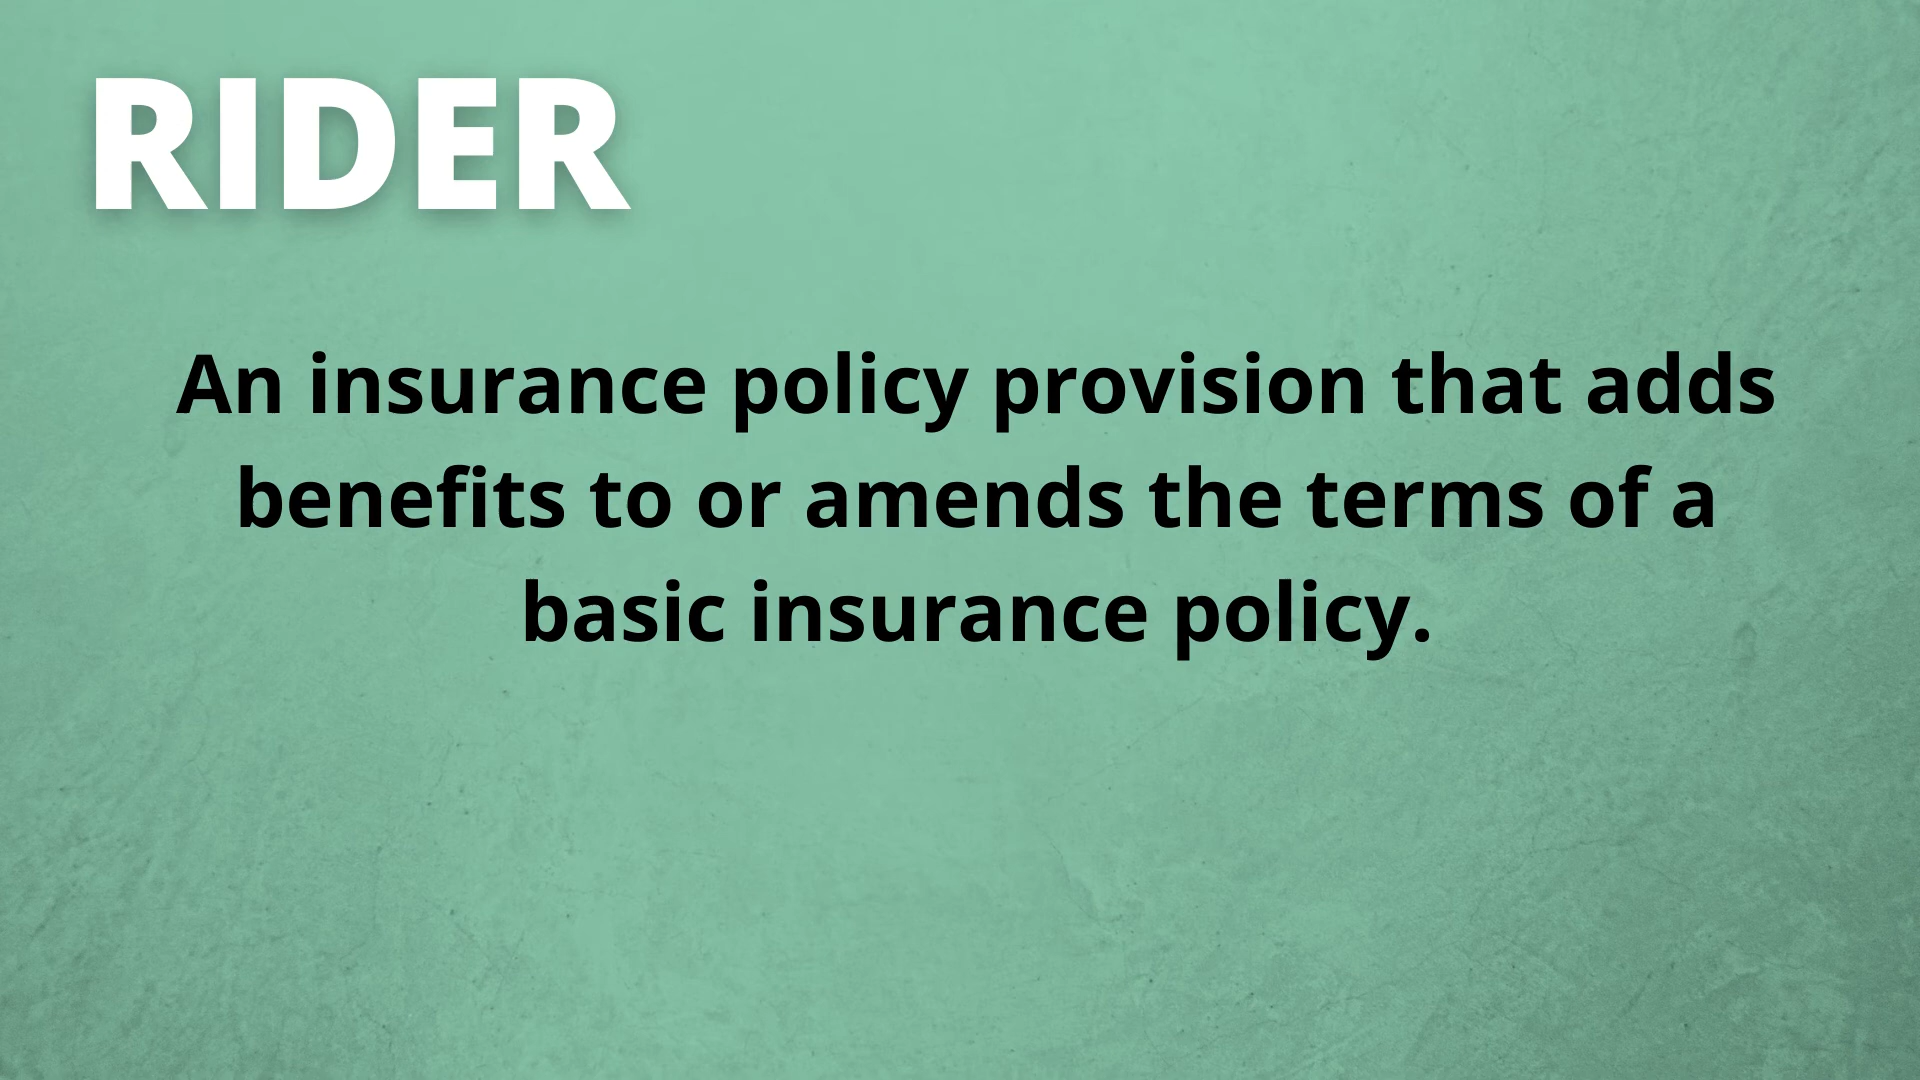 RIDER
An insurance policy provision that adds
benefits to or amends the terms of a
basic insurance policy.